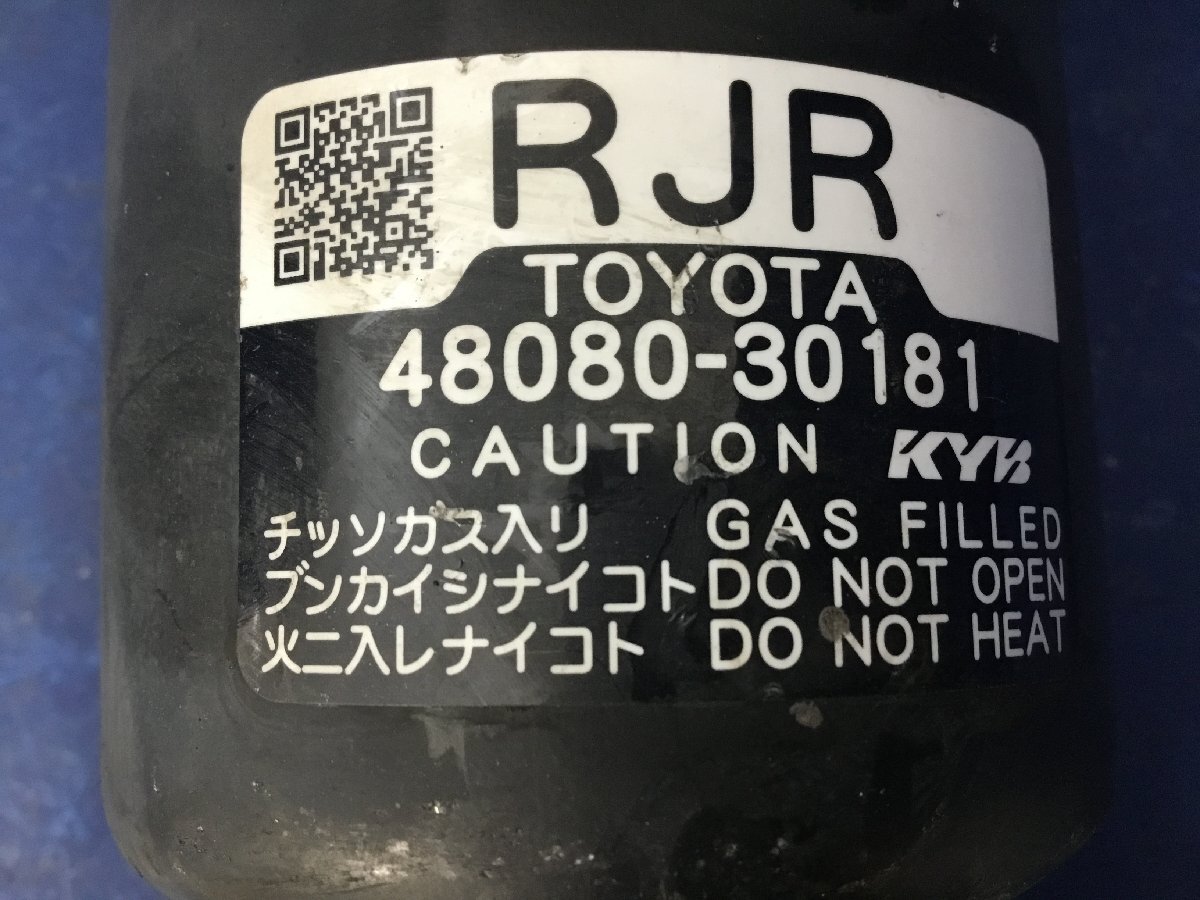 RJR
TOYOTA
48080-30181
CAUTION KYB
チッソガス入リ GAS FILLED
ブンカイシナイコト DO NOT OPEN
火ニ入レナイコト DO NOT HEAT